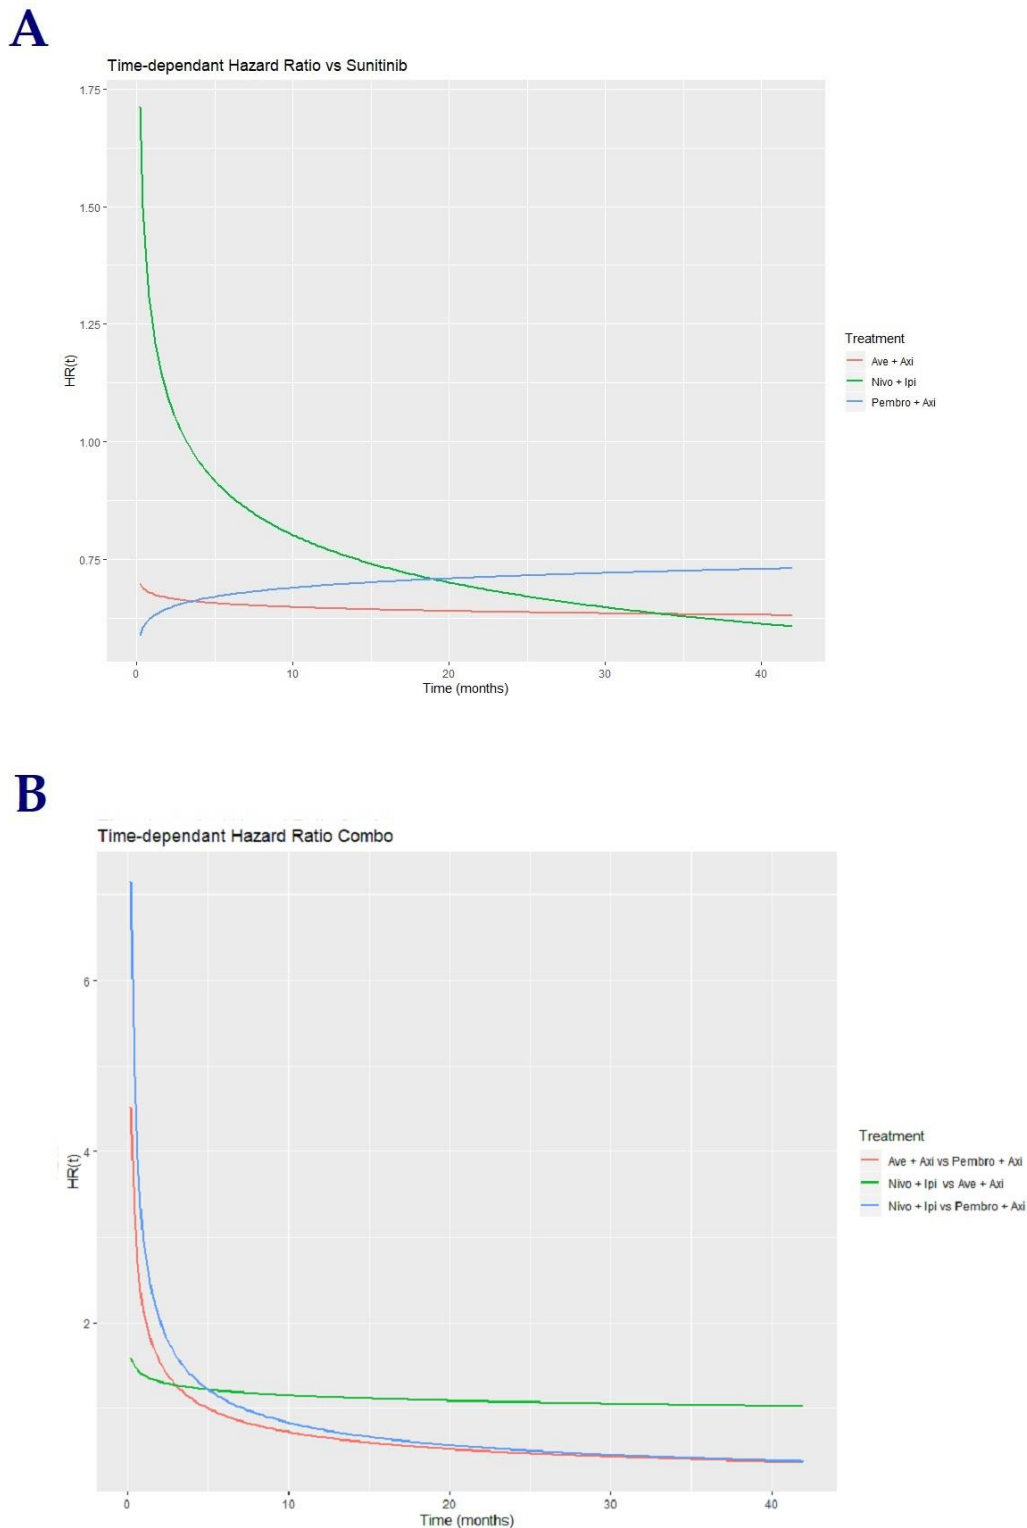 A
Time-dependant Hazard Ratio vs Sunitinib
1.75
1.50
1.25
1.00
0.75
HR(t)
0
10
20
30
40
Time (months)
Treatment
Ave + Axi
Nivo + Ipi
Pembro + Axi
B
Time-dependant Hazard Ratio Combo
6
4
2
HR(t)
0
10
20
30
40
Time (months)
Treatment
Ave + Axi vs Pembro + Axi
Nivo + Ipi vs Ave + Axi
Nivo + Ipi vs Pembro + Axi